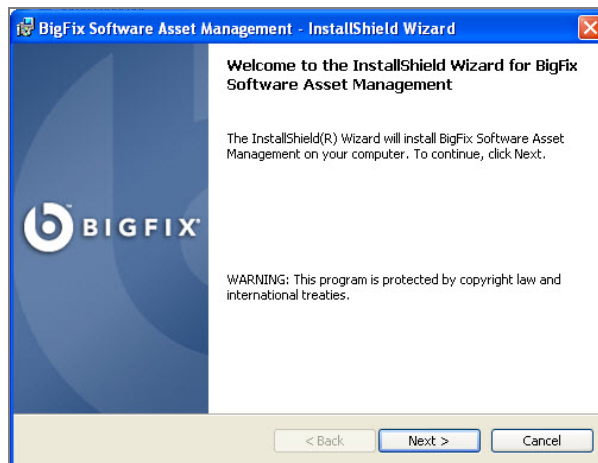 BigFix Software Asset Management - InstallShield Wizard
Welcome to the InstallShield Wizard for BigFix
Software Asset Management
The InstallShield(R) Wizard will install BigFix Software Asset
Management on your computer. To continue, click Next.
BIGFIX
WARNING: This program is protected by copyright law and
international treaties.
< Back
Next >
Cancel